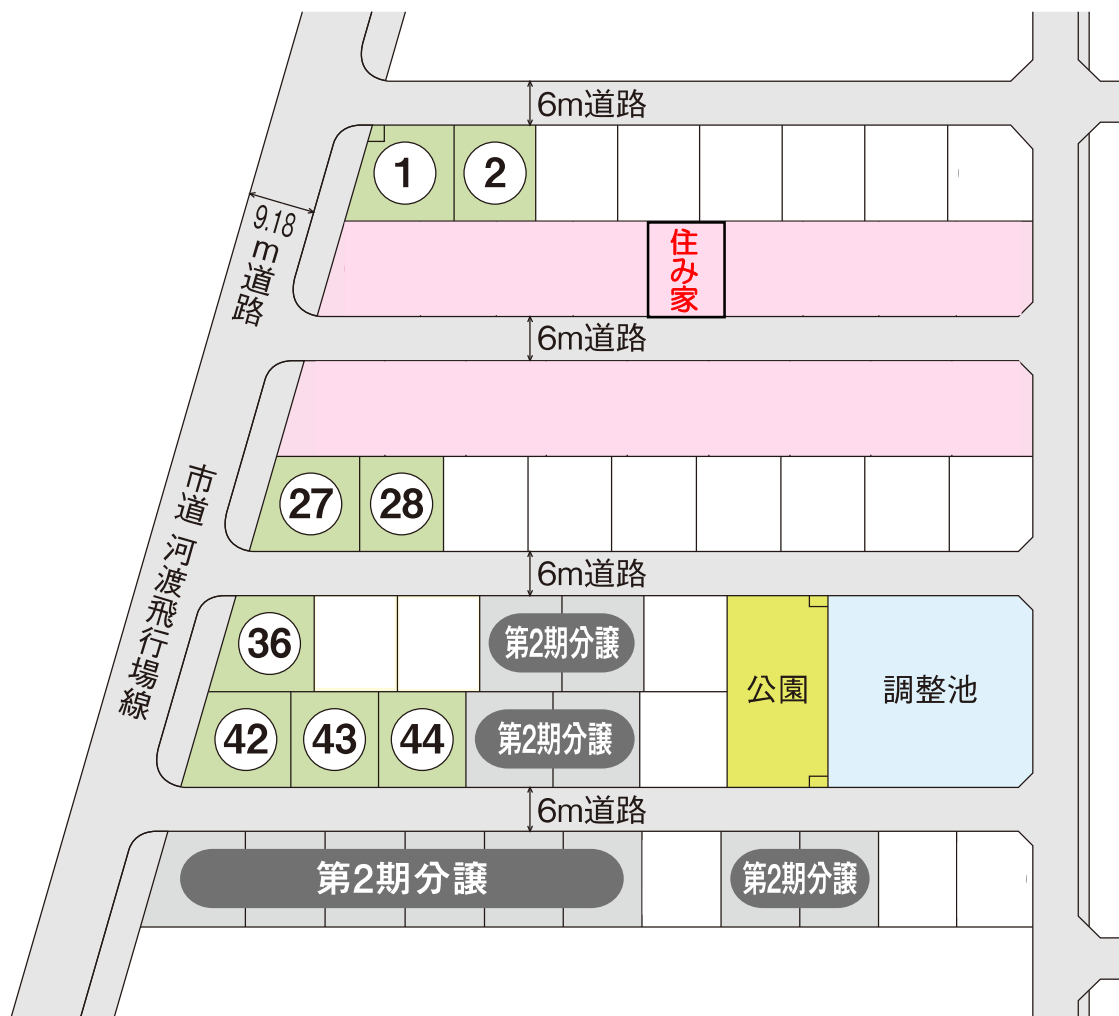 6m道路
1
2
9.18m道路
住み家
6m道路
27
28
市道 河渡飛行場線
6m道路
36
第2期分譲
公園
調整池
42
43
44
第2期分譲
6m道路
第2期分譲
第2期分譲